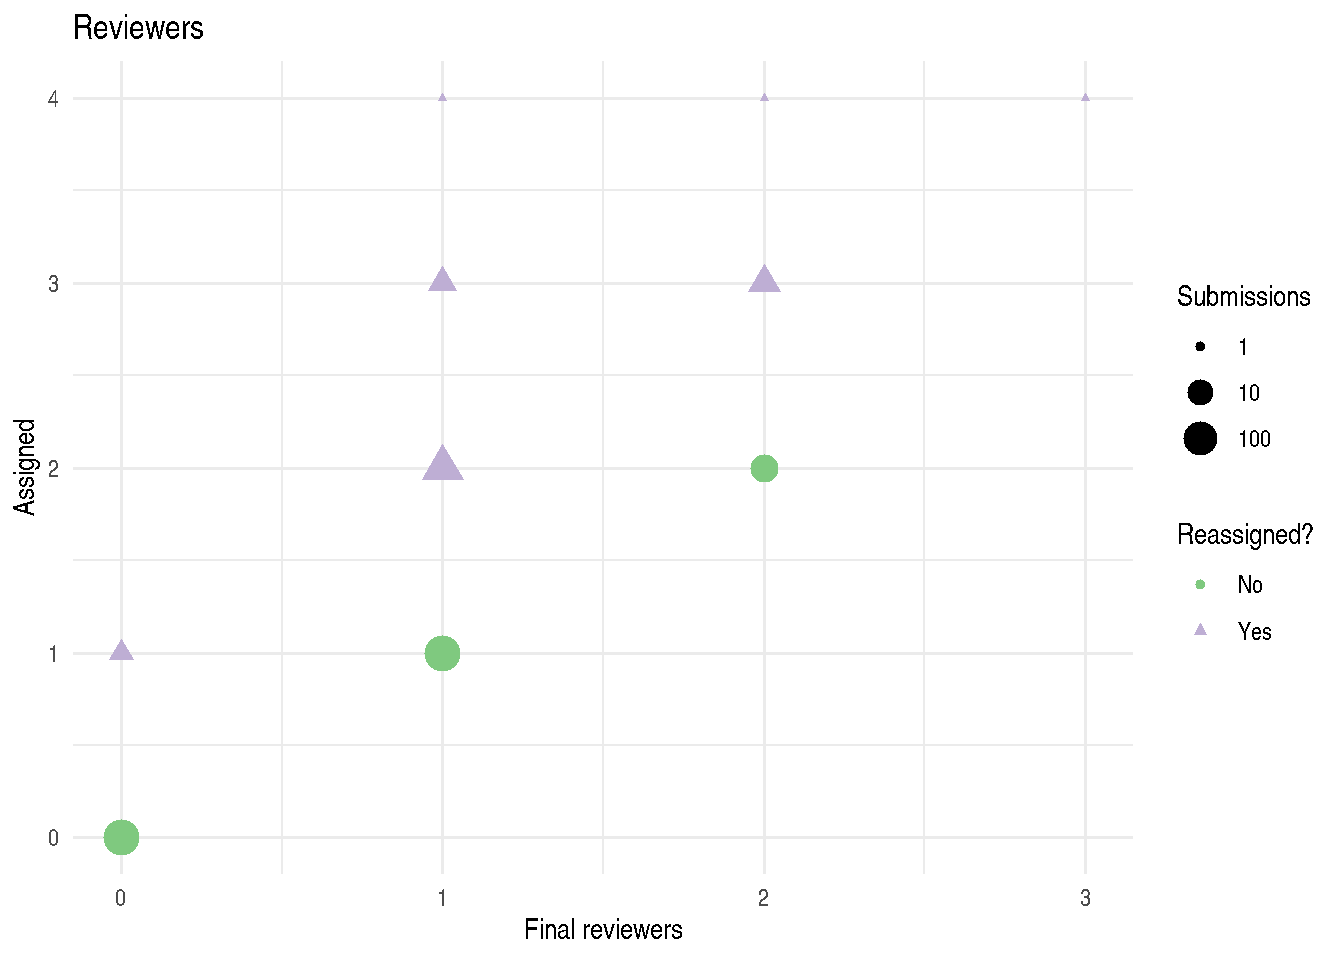 Reviewers
4
3
2
1
0
Assigned
0 1 2 3
Final reviewers
Submissions
1
10
100
Reassigned?
No
Yes